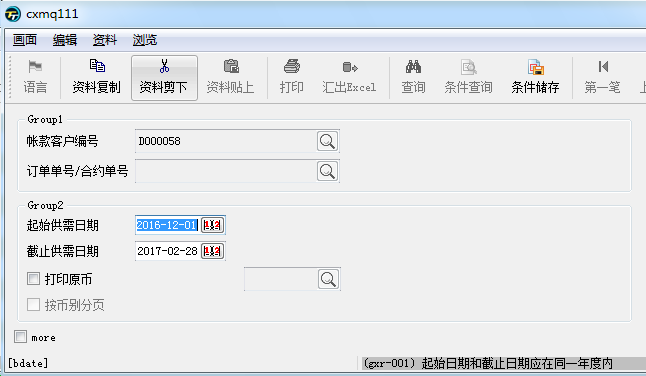 cxmq111
画面 编辑 资料 浏览
语言 资料复制 资料剪下 资料贴上 打印 汇出Excel 查询 条件查询 条件储存 第一笔
Group1
帐款客户编号 D000058
订单单号/合约单号
Group2
起始供需日期 2016-12-01
截止供需日期 2017-02-28
打印原币
按币别分页
more
[bdate] (gxr-001) 起始日期和截止日期应在同一年度内